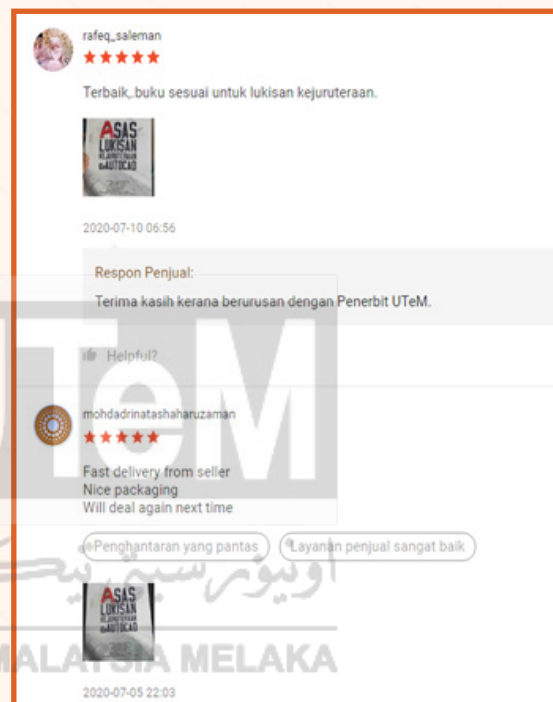 rafeq_saleman
Terbaik,.buku sesuai untuk lukisan kejuruteraan.
ASAS
LUKISAN
KEJURUTERAAN
& AUTOCAD
2020-07-10 06:56
Respon Penjual:
Terima kasih kerana berurusan dengan Penerbit UTeM.
Helpful?
UTeM
mohdadrinatashaharuzaman
Fast delivery from seller
Nice packaging
Will deal again next time
Penghantaran yang pantas
Layanan penjual sangat baik
ASAS
LUKISAN
KEJURUTERAAN
& AUTOCAD
MALAYSIA MELAKA
2020-07-05 22:03